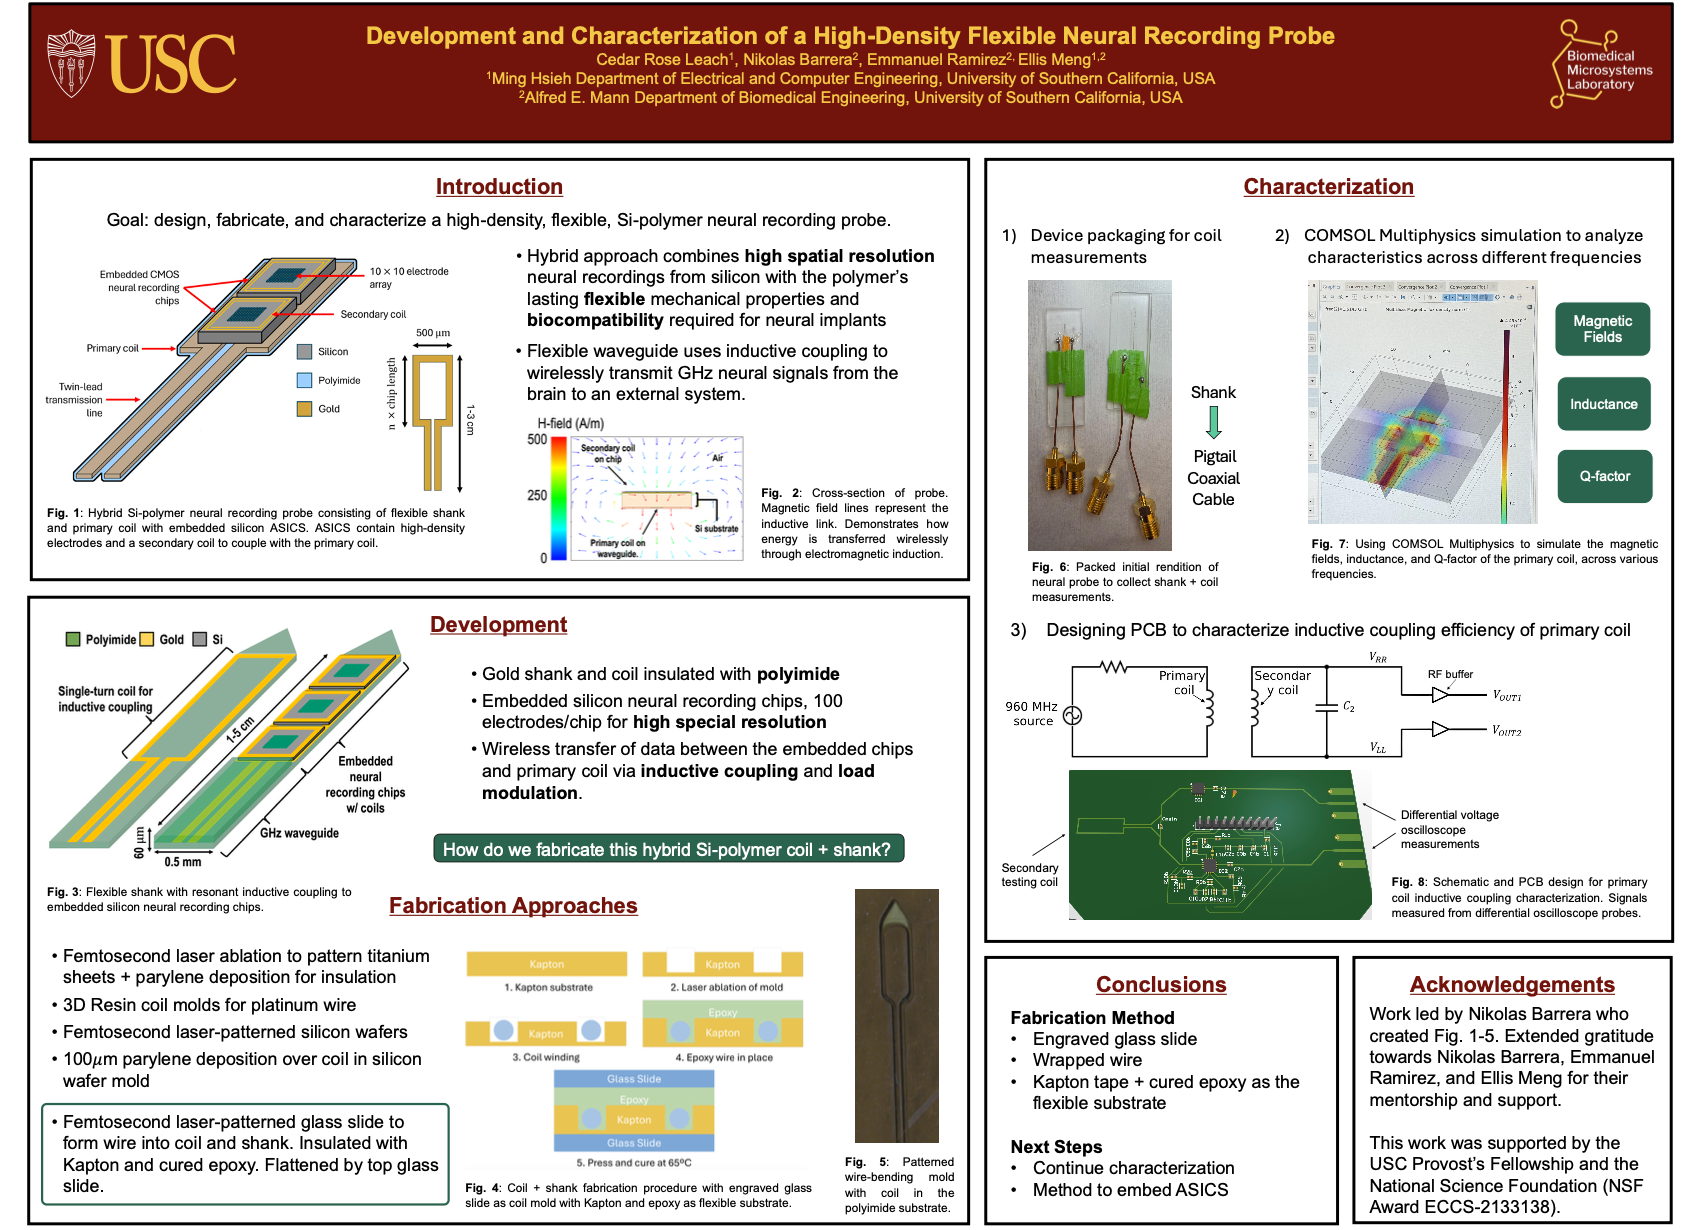 USC
Development and Characterization of a High-Density Flexible Neural Recording Probe
Cedar Rose Leach1, Nikolas Barrera2, Emmanuel Ramirez2, Ellis Meng1,2
1Ming Hsieh Department of Electrical and Computer Engineering, University of Southern California, USA
2Alfred E. Mann Department of Biomedical Engineering, University of Southern California, USA
Biomedical
Microsystems
Laboratory
Introduction
Goal: design, fabricate, and characterize a high-density, flexible, Si-polymer neural recording probe.
Embedded CMOS
neural recording
chips
10 × 10 electrode
array
Secondary coil
Primary coil
Twin-lead
transmission
line
Silicon
Polyimide
Gold
500 μm
n × chip length
1-3 cm
Fig. 1: Hybrid Si-polymer neural recording probe consisting of flexible shank
and primary coil with embedded silicon ASICS. ASICS contain high-density
electrodes and a secondary coil to couple with the primary coil.
• Hybrid approach combines high spatial resolution
neural recordings from silicon with the polymer's
lasting flexible mechanical properties and
biocompatibility required for neural implants
• Flexible waveguide uses inductive coupling to
wirelessly transmit GHz neural signals from the
brain to an external system.
H-field (A/m)
500
250
0
Secondary coil
on chip
Air
Si substrate
Primary coil on
waveguide.
Fig. 2: Cross-section of probe.
Magnetic field lines represent the
inductive link. Demonstrates how
energy is transferred wirelessly
through electromagnetic induction.
Development
Polyimide
Gold
Si
Single-turn coil for
inductive coupling
1-5 cm
Embedded
neural
recording chips
w/ coils
GHz waveguide
60 μm
0.5 mm
Fig. 3: Flexible shank with resonant inductive coupling to
embedded silicon neural recording chips.
• Gold shank and coil insulated with polyimide
• Embedded silicon neural recording chips, 100
electrodes/chip for high special resolution
• Wireless transfer of data between the embedded chips
and primary coil via inductive coupling and load
modulation.
How do we fabricate this hybrid Si-polymer coil + shank?
Fabrication Approaches
• Femtosecond laser ablation to pattern titanium
sheets + parylene deposition for insulation
• 3D Resin coil molds for platinum wire
• Femtosecond laser-patterned silicon wafers
• 100μm parylene deposition over coil in silicon
wafer mold
• Femtosecond laser-patterned glass slide to
form wire into coil and shank. Insulated with
Kapton and cured epoxy. Flattened by top glass
slide.
Kapton
1. Kapton substrate
Kapton
2. Laser ablation of mold
Kapton
3. Coil winding
Epoxy
Kapton
4. Epoxy wire in place
Glass Slide
Epoxy
Kapton
Glass Slide
5. Press and cure at 65ºC
Fig. 4: Coil + shank fabrication procedure with engraved glass
slide as coil mold with Kapton and epoxy as flexible substrate.
Fig. 5: Patterned
wire-bending mold
with coil in the
polyimide substrate.
Characterization
1) Device packaging for coil
measurements
Shank
Pigtail
Coaxial
Cable
Fig. 6: Packed initial rendition of
neural probe to collect shank + coil
measurements.
2) COMSOL Multiphysics simulation to analyze
characteristics across different frequencies
Magnetic
Fields
Inductance
Q-factor
Fig. 7: Using COMSOL Multiphysics to simulate the magnetic
fields, inductance, and Q-factor of the primary coil, across various
frequencies.
3) Designing PCB to characterize inductive coupling efficiency of primary coil
960 MHz
source
Primary
coil
Secondar
y coil
C2
VRR
VLL
RF buffer
VOUT1
VOUT2
Secondary
testing coil
Differential voltage
oscilloscope
measurements
Fig. 8: Schematic and PCB design for primary
coil inductive coupling characterization. Signals
measured from differential oscilloscope probes.
Conclusions
Fabrication Method
• Engraved glass slide
• Wrapped wire
• Kapton tape + cured epoxy as the
flexible substrate
Next Steps
• Continue characterization
• Method to embed ASICS
Acknowledgements
Work led by Nikolas Barrera who
created Fig. 1-5. Extended gratitude
towards Nikolas Barrera, Emmanuel
Ramirez, and Ellis Meng for their
mentorship and support.
This work was supported by the
USC Provost's Fellowship and the
National Science Foundation (NSF
Award ECCS-2133138).